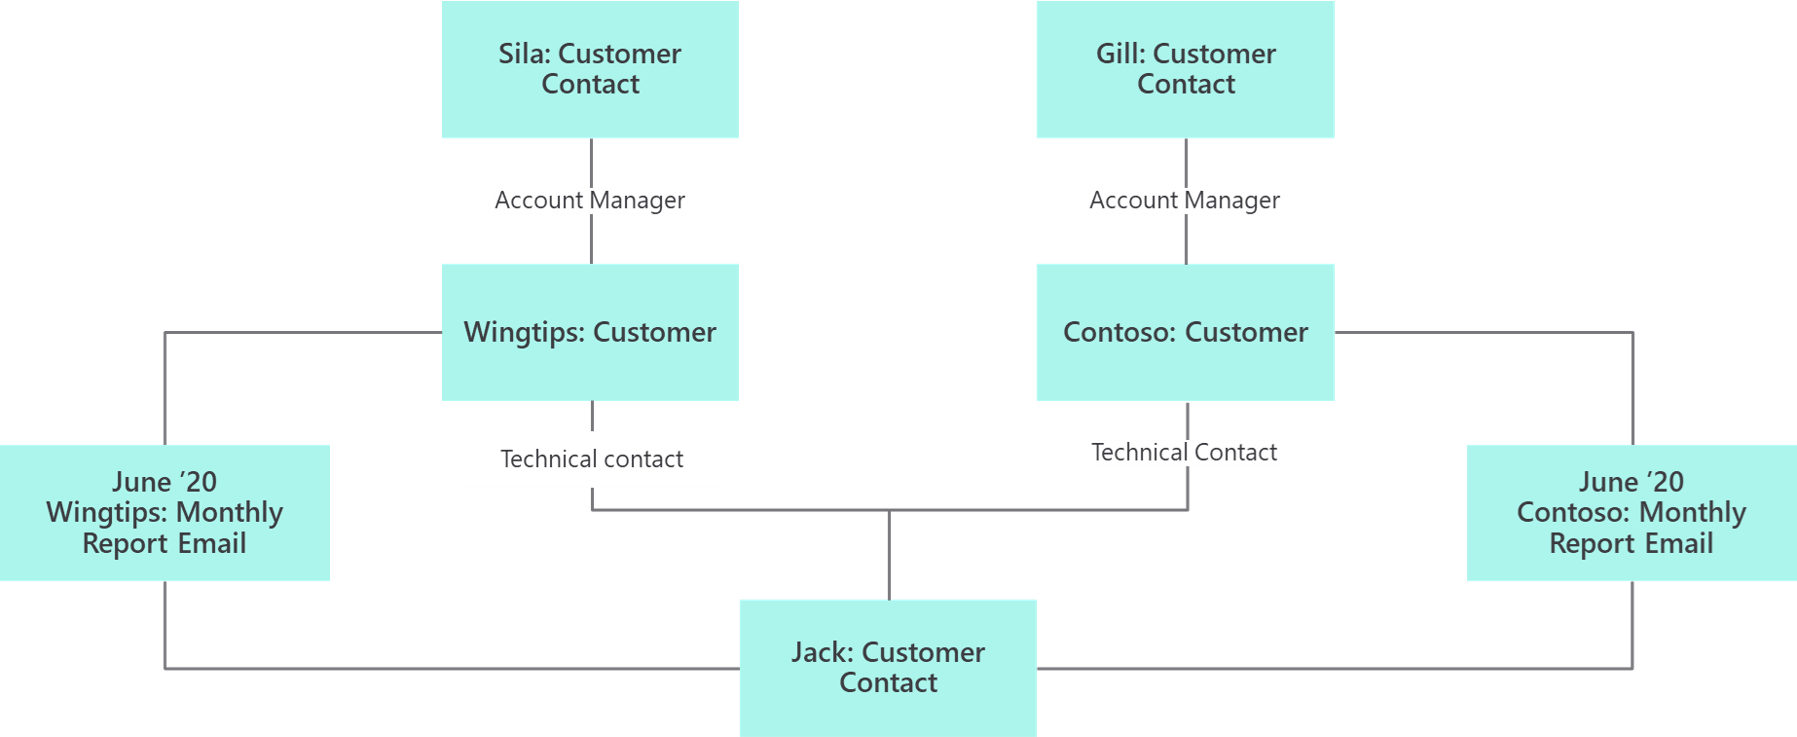 Sila: Customer
Contact
Gill: Customer
Contact
Account Manager
Account Manager
Wingtips: Customer
Contoso: Customer
Technical contact
Technical Contact
June ’20
Wingtips: Monthly
Report Email
June ’20
Contoso: Monthly
Report Email
Jack: Customer
Contact